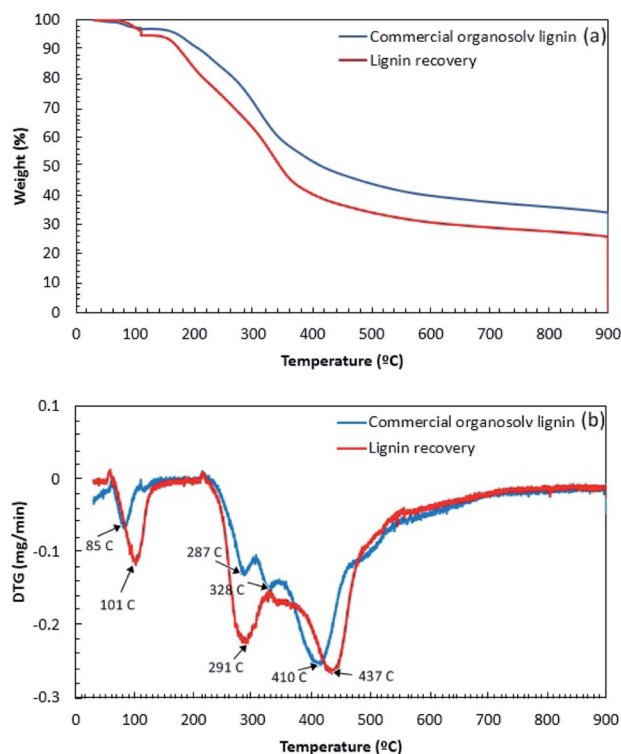 100
90
80
70
60
50
40
30
20
10
0
Weight (%)
Commercial organosolv lignin (a)
Lignin recovery
0 100 200 300 400 500 600 700 800 900
Temperature (ºC)
0.1
0
-0.1
-0.2
-0.3
DTG (mg/min)
Commercial organosolv lignin (b)
Lignin recovery
85 C
101 C
287 C
328 C
291 C
410 C
437 C
0 100 200 300 400 500 600 700 800 900
Temperature (ºC)